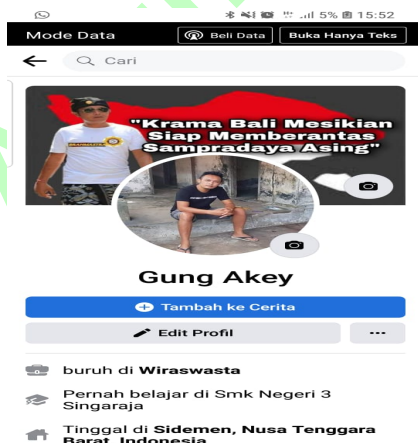 5% 15:52
Mode Data
Beli Data
Buka Hanya Teks
Cari
"Krama Bali Mesikian
Siap Memberantas
Sampradaya Asing"
Gung Akey
Tambah ke Cerita
Edit Profil
buruh di Wiraswasta
Pernah belajar di Smk Negeri 3
Singaraja
Tinggal di Sidemen, Nusa Tenggara
Barat, Indonesia